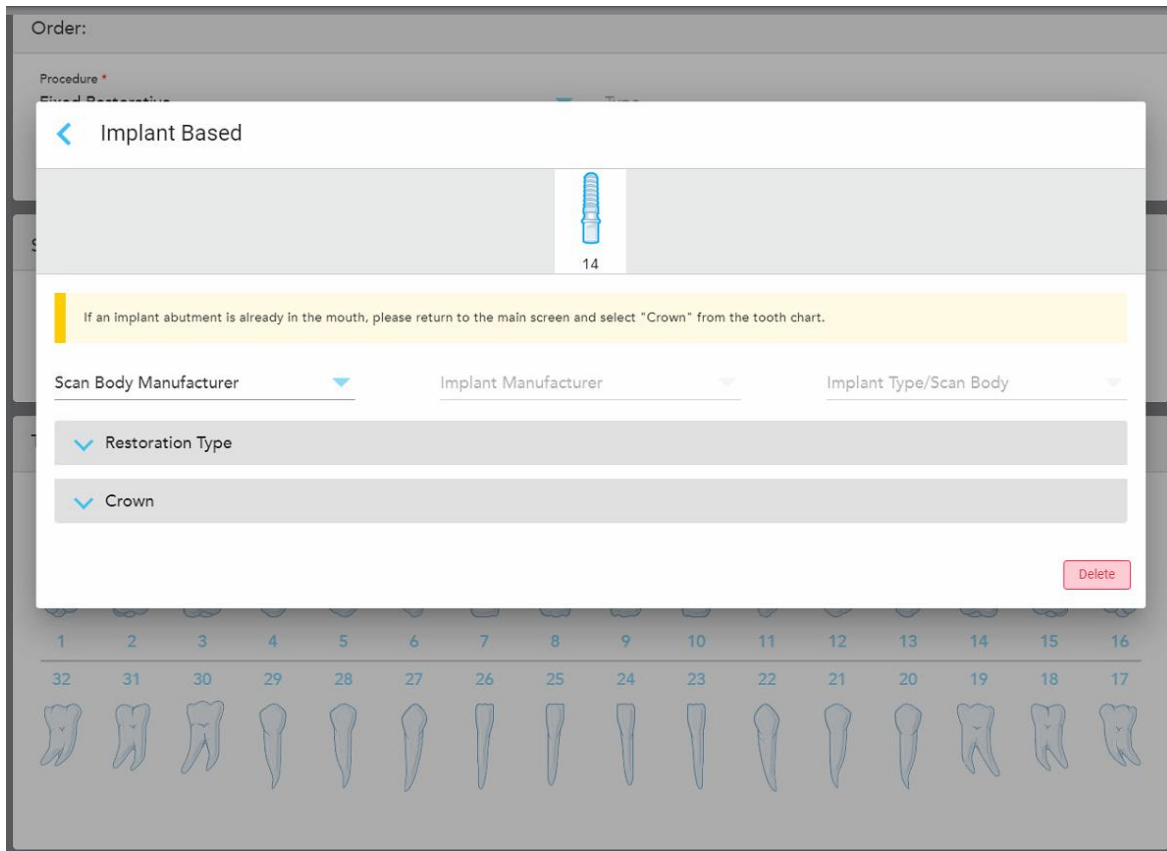 Order:
Procedure *
Fixed Restorative
Type
Implant Based
14
If an implant abutment is already in the mouth, please return to the main screen and select "Crown" from the tooth chart.
Scan Body Manufacturer
Implant Manufacturer
Implant Type/Scan Body
Restoration Type
Crown
Delete
1 2 3 4 5 6 7 8 9 10 11 12 13 14 15 16
32 31 30 29 28 27 26 25 24 23 22 21 20 19 18 17